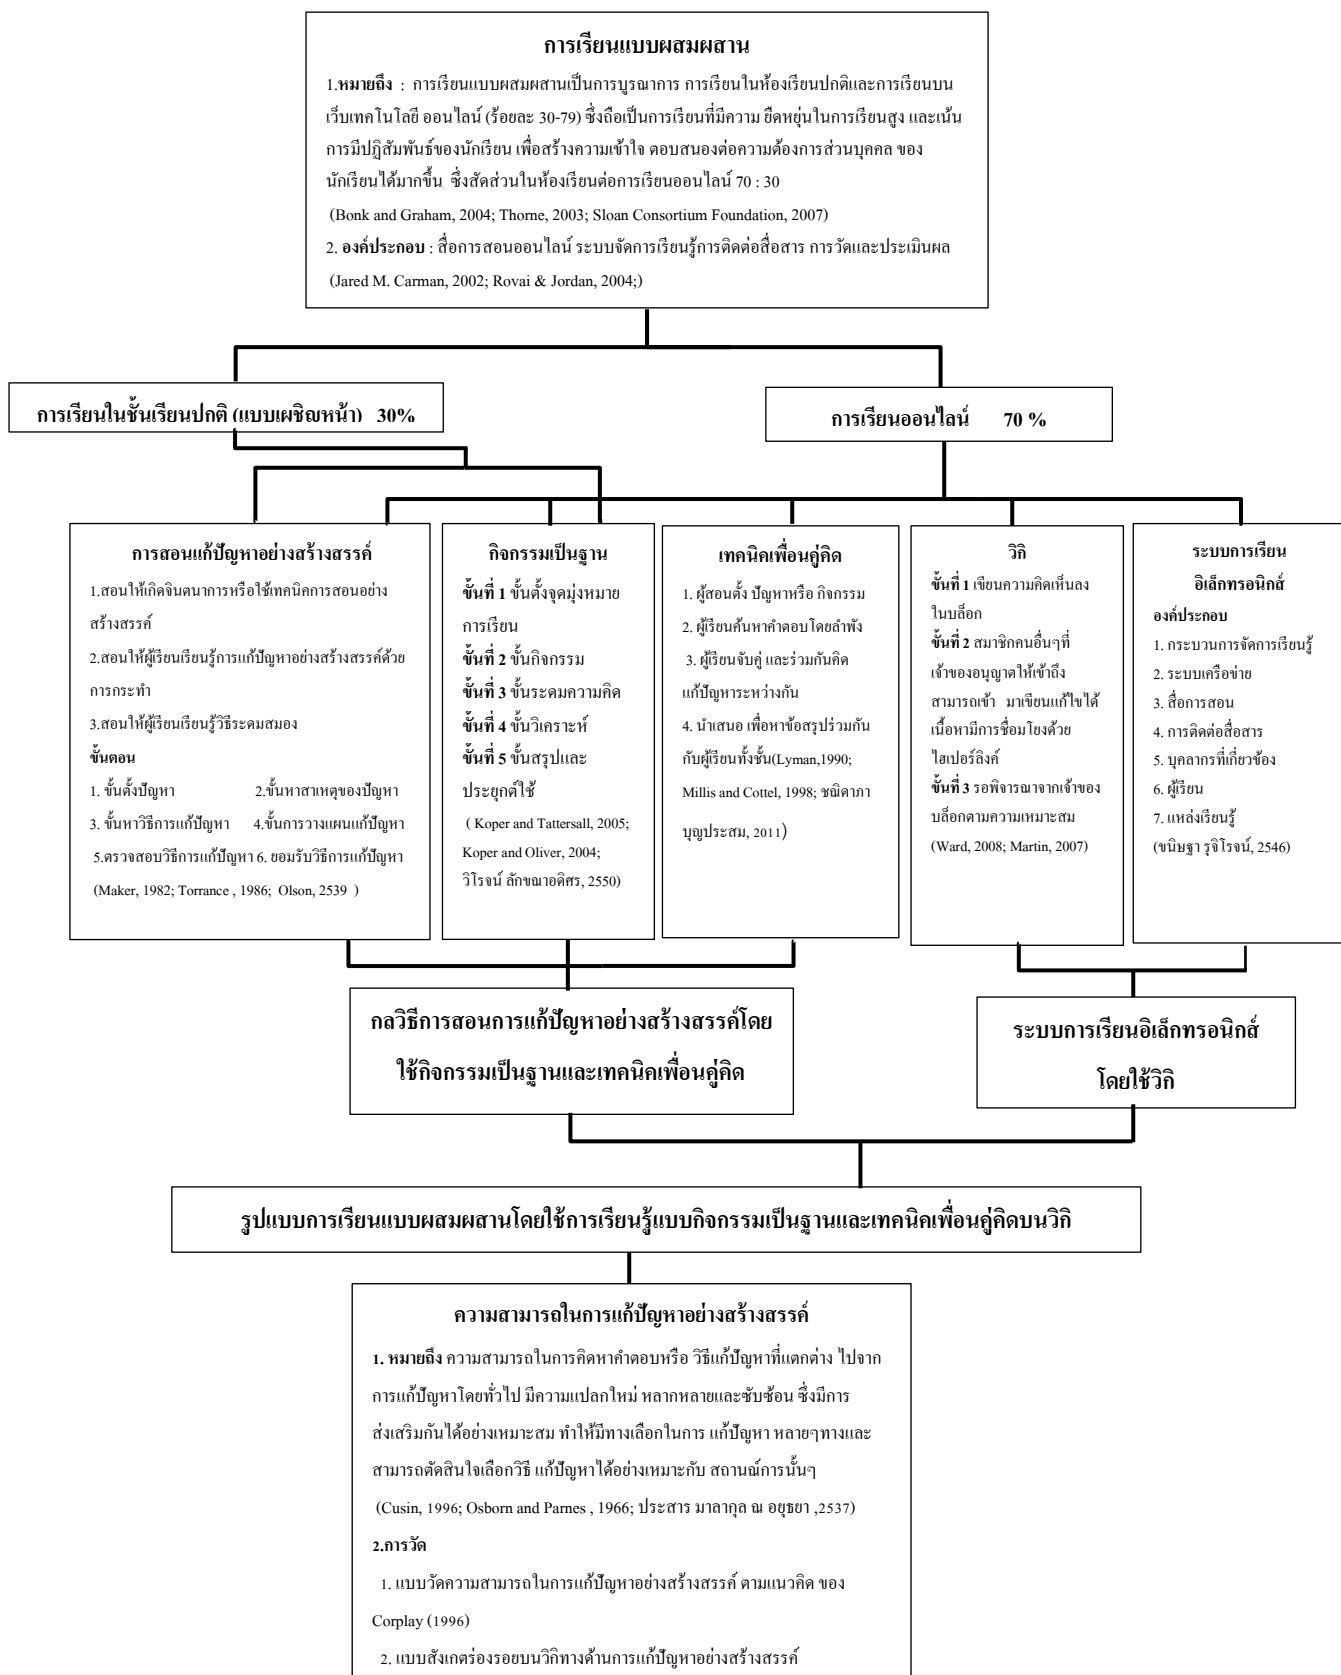 การเรียนแบบผสมผสาน
1.หมายถึง : การเรียนแบบผสมผสานเป็นการบูรณาการ การเรียนในห้องเรียนปกติและการเรียนบน
เว็บเทคโนโลยี ออนไลน์ (ร้อยละ 30-79) ซึ่งถือเป็นการเรียนที่มีความ ยืดหยุ่นในการเรียนสูง และเน้น
การมีปฏิสัมพันธ์ของนักเรียน เพื่อสร้างความเข้าใจ ตอบสนองต่อความต้องการส่วนบุคคล ของ
นักเรียนได้มากขึ้น ซึ่งสัดส่วนในห้องเรียนต่อการเรียนออนไลน์ 70 : 30
(Bonk and Graham, 2004; Thorne, 2003; Sloan Consortium Foundation, 2007)
2. องค์ประกอบ : สื่อการสอนออนไลน์ ระบบจัดการเรียนรู้การติดต่อสื่อสาร การวัดและประเมินผล
(Jared M. Carman, 2002; Rovai & Jordan, 2004;)
การเรียนในชั้นเรียนปกติ (แบบเผชิญหน้า) 30%
การเรียนออนไลน์ 70 %
การสอนแก้ปัญหาอย่างสร้างสรรค์
1.สอนให้เกิดจินตนาการหรือใช้เทคนิคการสอนอย่าง
สร้างสรรค์
2.สอนให้ผู้เรียนเรียนรู้การแก้ปัญหาอย่างสร้างสรรค์ด้วย
การกระทำ
3.สอนให้ผู้เรียนเรียนรู้วิธีระดมสมอง
ขั้นตอน
1. ขั้นตั้งปัญหา 2.ขั้นหาสาเหตุของปัญหา
3. ขั้นหาวิธีการแก้ปัญหา 4.ขั้นการวางแผนแก้ปัญหา
5.ตรวจสอบวิธีการแก้ปัญหา 6. ยอมรับวิธีการแก้ปัญหา
(Maker, 1982; Torrance , 1986; Olson, 2539 )
กิจกรรมเป็นฐาน
ขั้นที่ 1 ขั้นตั้งจุดมุ่งหมาย
การเรียน
ขั้นที่ 2 ขั้นกิจกรรม
ขั้นที่ 3 ขั้นระดมความคิด
ขั้นที่ 4 ขั้นวิเคราะห์
ขั้นที่ 5 ขั้นสรุปและ
ประยุกต์ใช้
( Koper and Tattersall, 2005;
Koper and Oliver, 2004;
วิโรจน์ ลักขณาอดิศร, 2550)
เทคนิคเพื่อนคู่คิด
1. ผู้สอนตั้ง ปัญหาหรือ กิจกรรม
2. ผู้เรียนค้นหาคำตอบโดยลำพัง
3. ผู้เรียนจับคู่ และร่วมกันคิด
แก้ปัญหาระหว่างกัน
4. นำเสนอ เพื่อหาข้อสรุปร่วมกัน
กับผู้เรียนทั้งชั้น(Lyman,1990;
Millis and Cottel, 1998; ชณิดาภา
บุญประสม, 2011)
วิกิ
ขั้นที่ 1 เขียนความคิดเห็นลง
ในบล็อก
ขั้นที่ 2 สมาชิกคนอื่นๆที่
เจ้าของอนุญาตให้เข้าถึง
สามารถเข้า มาเขียนแก้ไขได้
เนื้อหามีการชื่อมโยงด้วย
ไฮเปอร์ลิงค์
ขั้นที่ 3 รอพิจารณาจากเจ้าของ
บล็อกตามความเหมาะสม
(Ward, 2008; Martin, 2007)
ระบบการเรียน
อิเล็กทรอนิกส์
องค์ประกอบ
1. กระบวนการจัดการเรียนรู้
2. ระบบเครือข่าย
3. สื่อการสอน
4. การติดต่อสื่อสาร
5. บุคลากรที่เกี่ยวข้อง
6. ผู้เรียน
7. แหล่งเรียนรู้
(ขนิษฐา รุจิโรจน์, 2546)
กลวิธีการสอนการแก้ปัญหาอย่างสร้างสรรค์โดย
ใช้กิจกรรมเป็นฐานและเทคนิคเพื่อนคู่คิด
ระบบการเรียนอิเล็กทรอนิกส์
โดยใช้วิกิ
รูปแบบการเรียนแบบผสมผสานโดยใช้การเรียนรู้แบบกิจกรรมเป็นฐานและเทคนิคเพื่อนคู่คิดบนวิกิ
ความสามารถในการแก้ปัญหาอย่างสร้างสรรค์
1. หมายถึง ความสามารถในการคิดหาคำตอบหรือ วิธีแก้ปัญหาที่แตกต่าง ไปจาก
การแก้ปัญหาโดยทั่วไป มีความแปลกใหม่ หลากหลายและซับซ้อน ซึ่งมีการ
ส่งเสริมกันได้อย่างเหมาะสม ทำให้มีทางเลือกในการ แก้ปัญหา หลายๆทางและ
สามารถตัดสินใจเลือกวิธี แก้ปัญหาได้อย่างเหมาะกับ สถานณ์การนั้นๆ
(Cusin, 1996; Osborn and Parnes , 1966; ประสาร มาลากุล ณ อยุธยา ,2537)
2.การวัด
1. แบบวัดความสามารถในการแก้ปัญหาอย่างสร้างสรรค์ ตามแนวคิด ของ
Corplay (1996)
2. แบบสังเกตร่องรอยบนวิกิทางด้านการแก้ปัญหาอย่างสร้างสรรค์